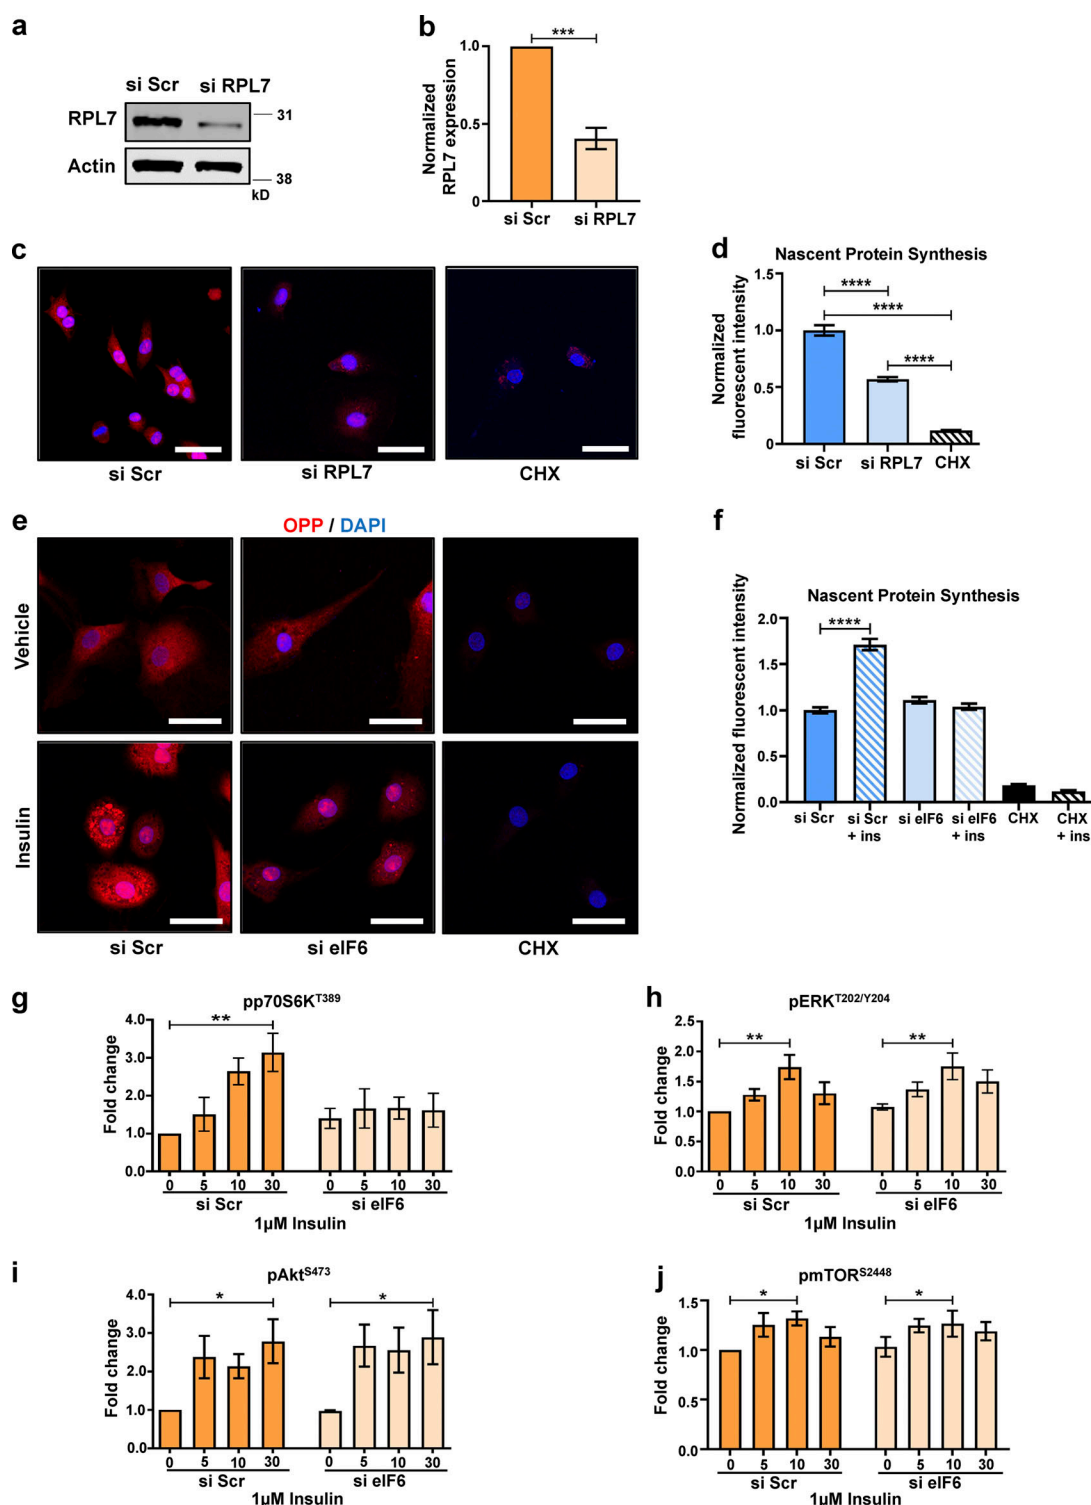 a
si Scr si RPL7
RPL7
31
Actin
38
kD
b
***
Normalized
RPL7 expression
1
0.5
0
si Scr si RPL7
c
si Scr si RPL7 CHX
d
Nascent Protein Synthesis
Normalized
fluorescent intensity
1.5
1.0
0.5
0
****
****
****
si Scr si RPL7 CHX
e
OPP / DAPI
Vehicle
Insulin
si Scr si eIF6 CHX
f
Nascent Protein Synthesis
Normalized fluorescent intensity
2.0
1.5
1.0
0.5
0.0
****
si Scr
si Scr + ins
si eIF6
si eIF6 + ins
CHX
CHX + ins
g
pp70S6K^T389
Fold change
4.0
3.0
2.0
1.0
0.0
**
0 5 10 30 0 5 10 30
si Scr si eIF6
1µM Insulin
h
pERK^T202/Y204
Fold change
2.5
2.0
1.5
1.0
0.5
0.0
** **
0 5 10 30 0 5 10 30
si Scr si eIF6
1µM Insulin
i
pAkt^S473
Fold change
4.0
3.0
2.0
1.0
0.0
* *
0 5 10 30 0 5 10 30
si Scr si eIF6
1µM Insulin
j
pmTOR^S2448
Fold change
1.5
1.0
0.5
0.0
* *
0 5 10 30 0 5 10 30
si Scr si eIF6
1µM Insulin